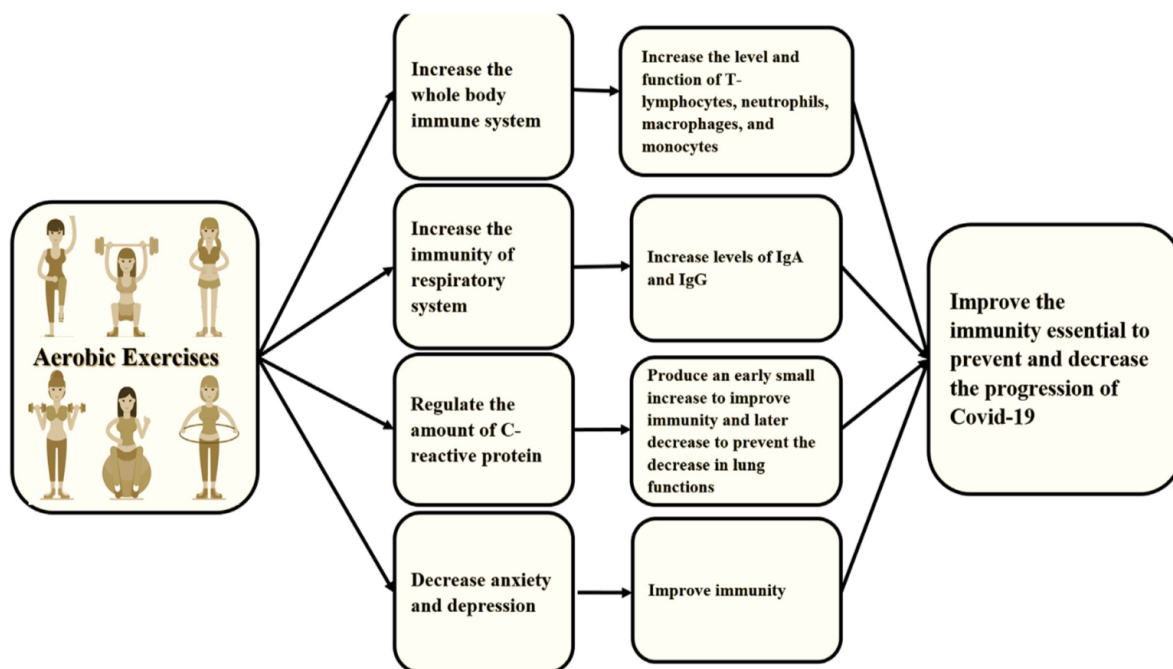 Aerobic Exercises
Increase the
whole body
immune system
Increase the level and
function of T-
lymphocytes, neutrophils,
macrophages, and
monocytes
Increase the
immunity of
respiratory
system
Increase levels of IgA
and IgG
Regulate the
amount of C-
reactive protein
Produce an early small
increase to improve
immunity and later
decrease to prevent the
decrease in lung
functions
Decrease anxiety
and depression
Improve immunity
Improve the
immunity essential to
prevent and decrease
the progression of
Covid-19